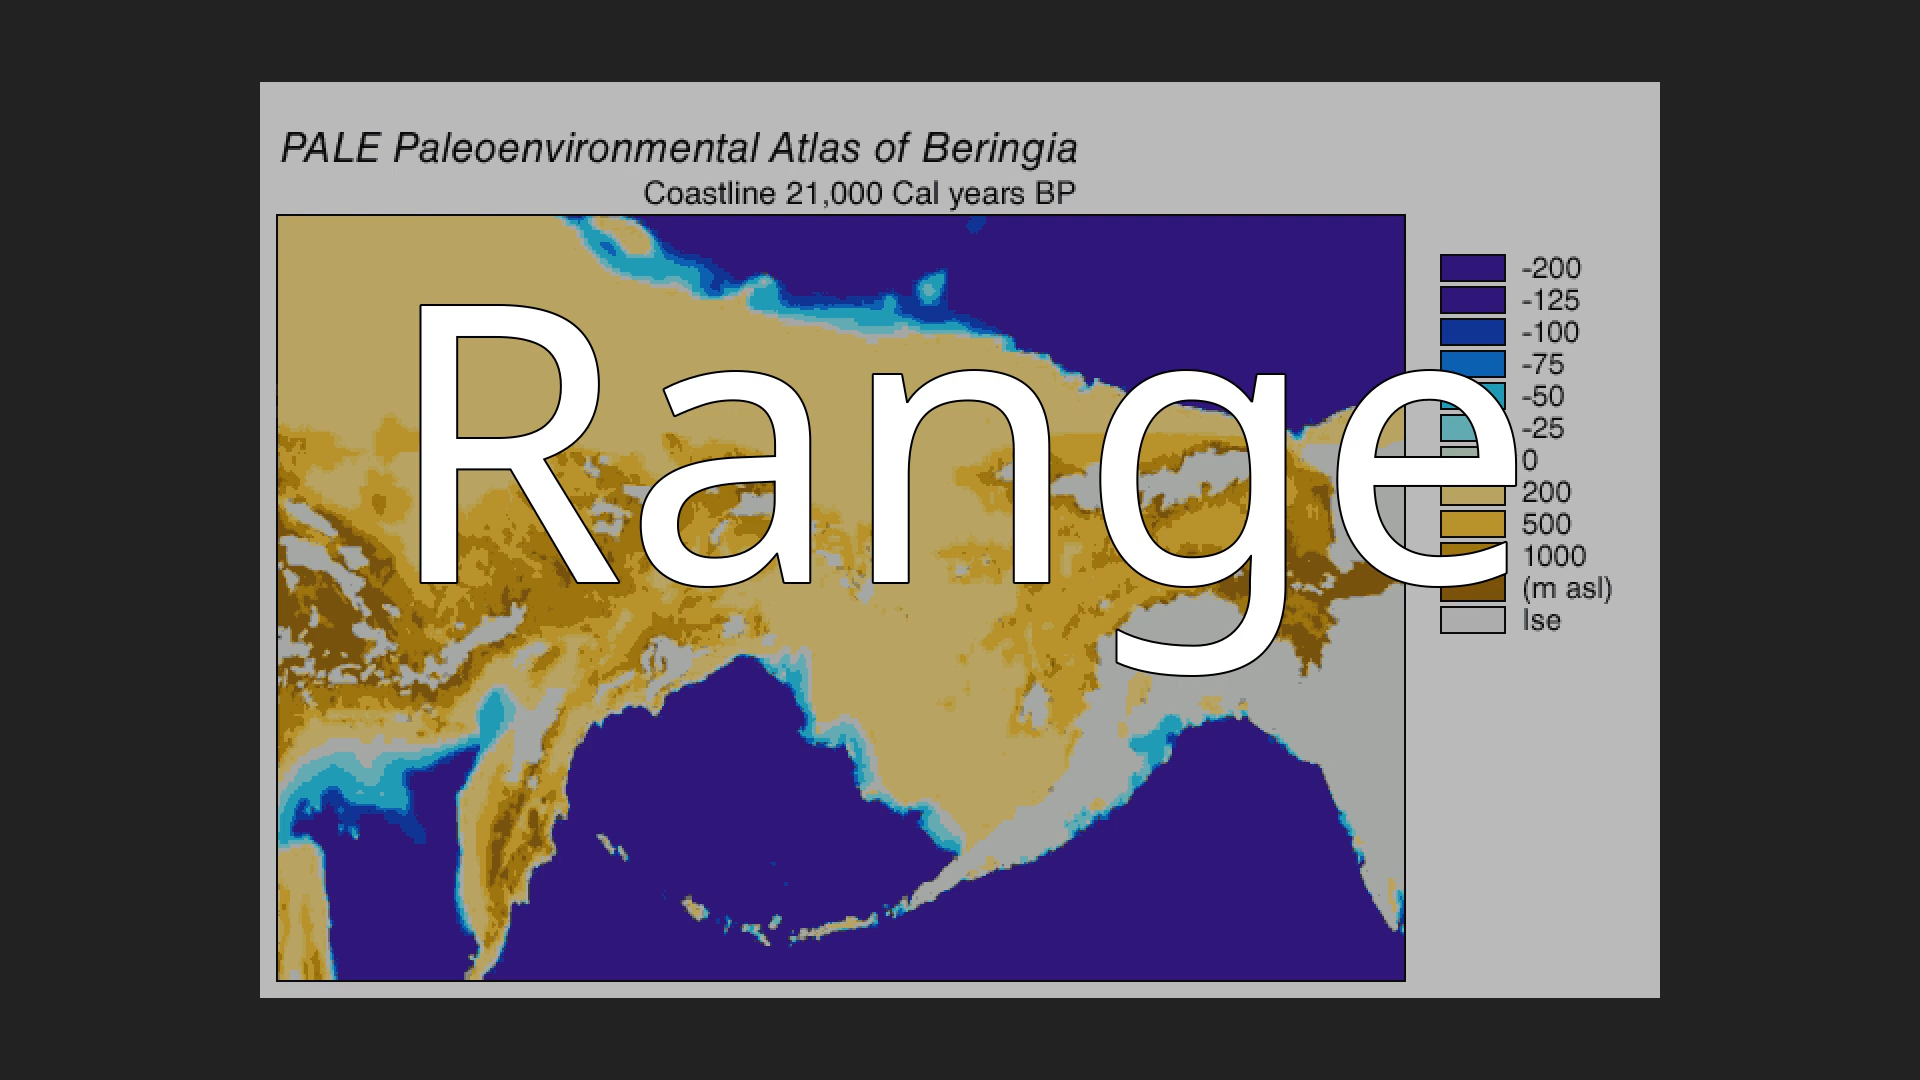 PALE Paleoenvironmental Atlas of Beringia
Coastline 21,000 Cal years BP
Range
-200
-125
-100
-75
-50
-25
0
200
500
1000
(m asl)
Ise